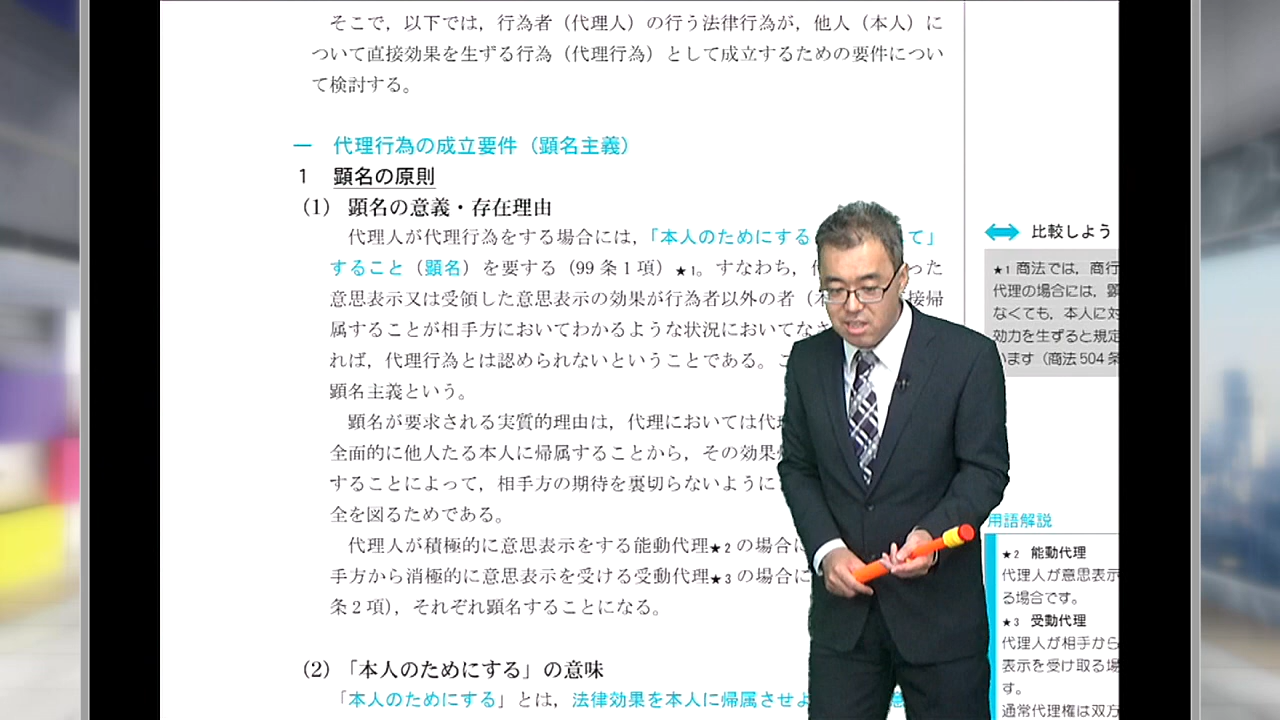 そこで，以下では，行為者（代理人）の行う法律行為が，他人（本人）に
ついて直接効果を生ずる行為（代理行為）として成立するための要件につい
て検討する。
一　代理行為の成立要件（顕名主義）
1　顕名の原則
(1)　顕名の意義・存在理由
代理人が代理行為をする場合には，「本人のためにする
て」
すること（顕名）を要する（99条1項）★1。すなわち，
った
意思表示又は受領した意思表示の効果が行為者以外の者（
接帰
属することが相手方においてわかるような状況においてなさ
れば，代理行為とは認められないということである。
顕名主義という。
顕名が要求される実質的理由は，代理においては代
全面的に他人たる本人に帰属することから，その効果
することによって，相手方の期待を裏切らないように
全を図るためである。
代理人が積極的に意思表示をする能動代理★2の場合に
手方から消極的に意思表示を受ける受動代理★3の場合に
条2項)，それぞれ顕名することになる。
(2)　「本人のためにする」の意味
「本人のためにする」とは，法律効果を本人に帰属させよ
比較しよう
★1 商法では，商行
代理の場合には，顕
なくても，本人に対
効力を生ずると規定
います（商法504条
用語解説
★2　能動代理
代理人が意思表示
る場合です。
★3　受動代理
代理人が相手から
表示を受け取る場
す。
通常代理権は双方